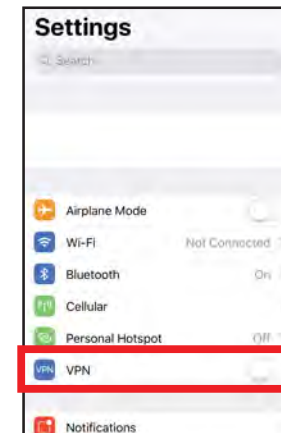 Settings
Search
Airplane Mode
Wi-Fi Not Connected
Bluetooth On
Cellular
Personal Hotspot Off
VPN VPN
Notifications